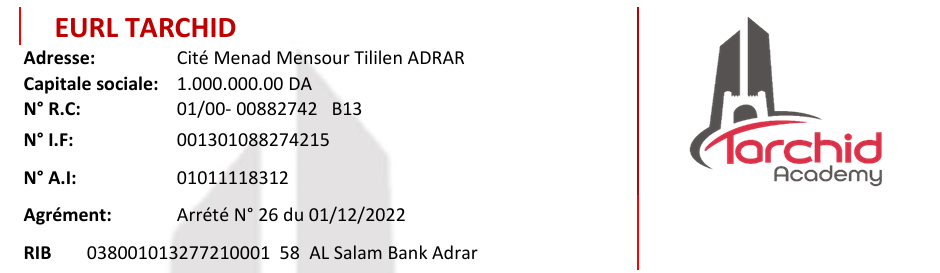 EURL TARCHID
Adresse: Cité Menad Mensour Tililen ADRAR
Capitale sociale: 1.000.000.00 DA
N° R.C: 01/00- 00882742 B13
N° I.F: 001301088274215
N° A.I: 01011118312
Agrément: Arrété N° 26 du 01/12/2022
RIB 038001013277210001 58 AL Salam Bank Adrar
Tarchid
Academy